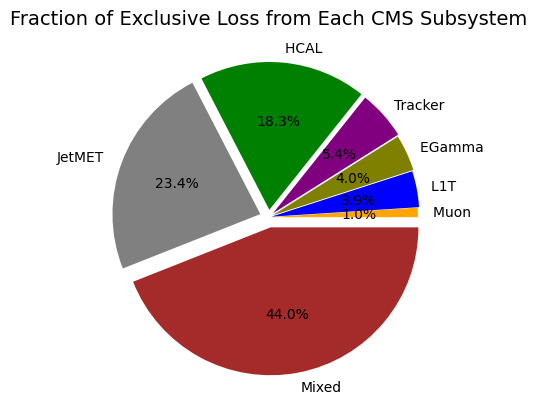 Fraction of Exclusive Loss from Each CMS Subsystem
HCAL
Tracker
18.3%
EGamma
JetMET
5.4%
23.4%
4.0%
L1T
3.9%
Muon
1.0%
44.0%
Mixed